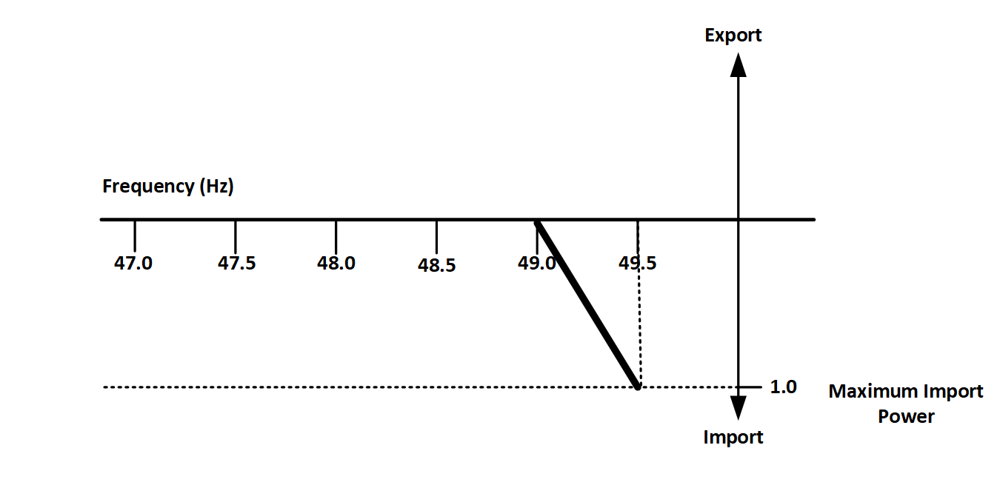 Export
Frequency (Hz)
47.0 47.5 48.0 48.5 49.0 49.5
1.0
Maximum Import
Power
Import